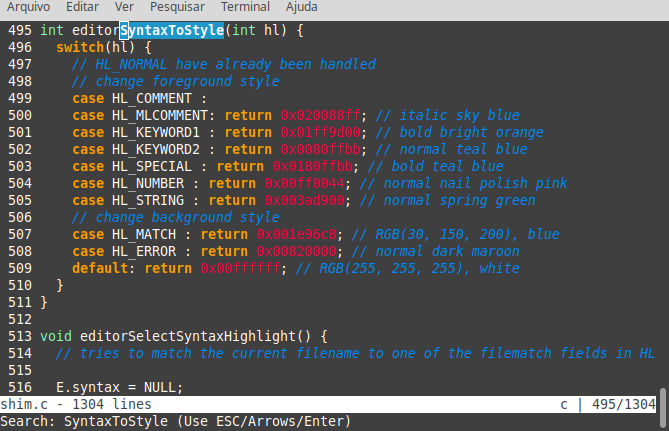 Arquivo Editar Ver Pesquisar Terminal Ajuda
495 int editorSyntaxToStyle(int hl) {
496   switch(hl) {
497     // HL_NORMAL have already been handled
498     // change foreground style
499     case HL_COMMENT :
500     case HL_MLCOMMENT: return 0x020088ff; // italic sky blue
501     case HL_KEYWORD1 : return 0x01ff9d00; // bold bright orange
502     case HL_KEYWORD2 : return 0x0080ffbb; // normal teal blue
503     case HL_SPECIAL : return 0x0180ffbb; // bold teal blue
504     case HL_NUMBER : return 0x00ff0044; // normal nail polish pink
505     case HL_STRING : return 0x003ad900; // normal spring green
506     // change background style
507     case HL_MATCH : return 0x001e96c8; // RGB(30, 150, 200), blue
508     case HL_ERROR : return 0x00820000; // normal dark maroon
509     default: return 0x00ffffff; // RGB(255, 255, 255), white
510   }
511 }
512
513 void editorSelectSyntaxHighlight() {
514   // tries to match the current filename to one of the filematch fields in HL
515
516   E.syntax = NULL;
shim.c - 1304 lines c | 495/1304
Search: SyntaxToStyle (Use ESC/Arrows/Enter)